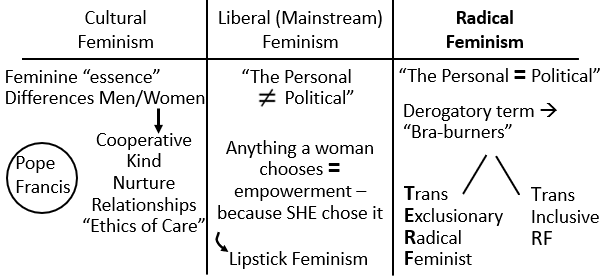 Cultural
Feminism
Feminine “essence”
Differences Men/Women
Cooperative
Kind
Nurture
Relationships
“Ethics of Care”
Pope
Francis
Liberal (Mainstream)
Feminism
“The Personal
≠ Political”
Anything a woman
chooses =
empowerment –
because SHE chose it
Lipstick Feminism
Radical
Feminism
“The Personal = Political”
Derogatory term →
“Bra-burners”
Trans
Exclusionary
Radical
Feminist
Trans
Inclusive
RF